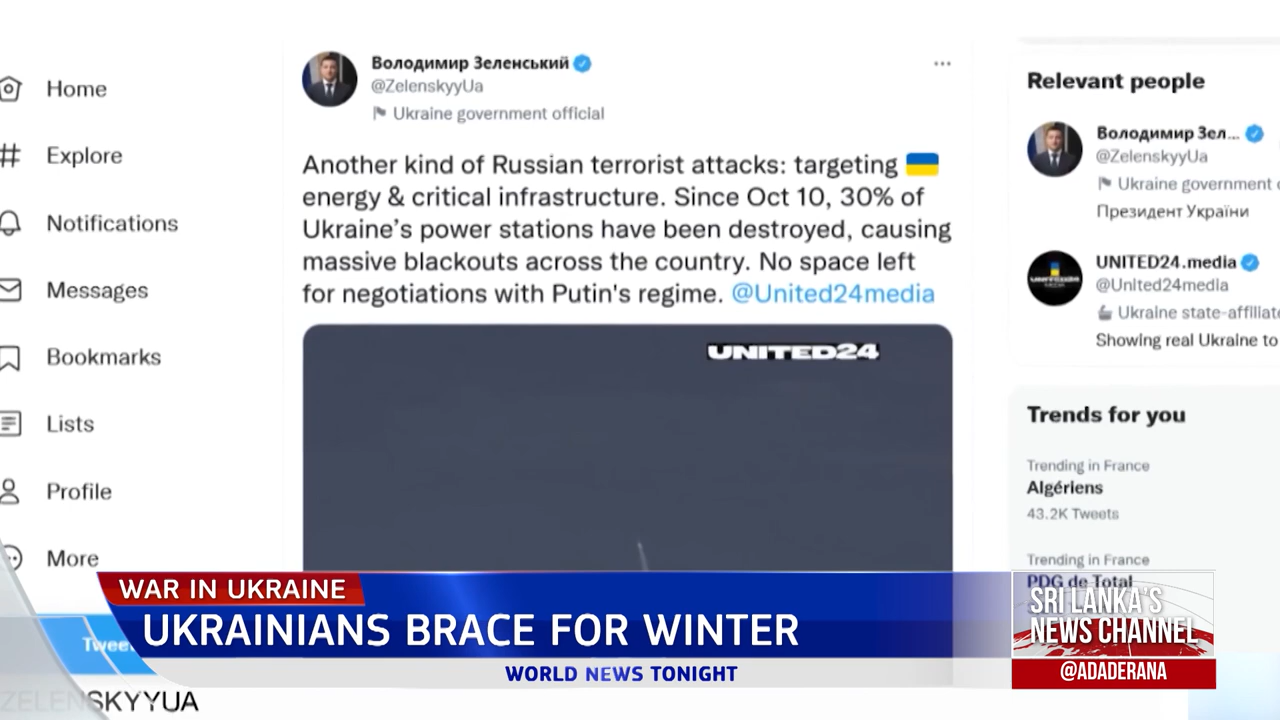 Home
Explore
Notifications
Messages
Bookmarks
Lists
Profile
More
Володимир Зеленський
@ZelenskyyUa
Ukraine government official
Another kind of Russian terrorist attacks: targeting
energy & critical infrastructure. Since Oct 10, 30% of
Ukraine’s power stations have been destroyed, causing
massive blackouts across the country. No space left
for negotiations with Putin's regime. @United24media
UNITED24
Relevant people
Володимир Зел...
@ZelenskyyUa
Ukraine government
Президент України
UNITED24.media
@United24media
Ukraine state-affiliate
Showing real Ukraine to
Trends for you
Trending in France
Algériens
43.2K Tweets
Trending in France
PDG de Total
WAR IN UKRAINE
UKRAINIANS BRACE FOR WINTER
WORLD NEWS TONIGHT
SRI LANKA'S
NEWS CHANNEL
@ADADERANA
Tweet
ZELENSKYYUA